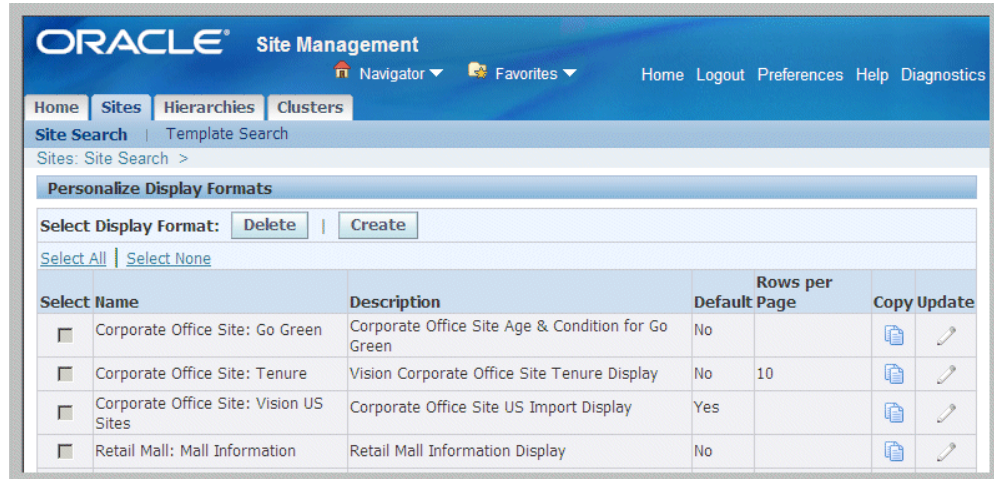 ORACLE® Site Management
Navigator Favorites Home Logout Preferences Help Diagnostics
Home Sites Hierarchies Clusters
Site Search | Template Search
Sites: Site Search >
Personalize Display Formats
Select Display Format: Delete | Create
Select All | Select None
Select Name Description Default Rows per Page Copy Update
Corporate Office Site: Go Green Corporate Office Site Age & Condition for Go Green No
Corporate Office Site: Tenure Vision Corporate Office Site Tenure Display No 10
Corporate Office Site: Vision US Sites Corporate Office Site US Import Display Yes
Retail Mall: Mall Information Retail Mall Information Display No